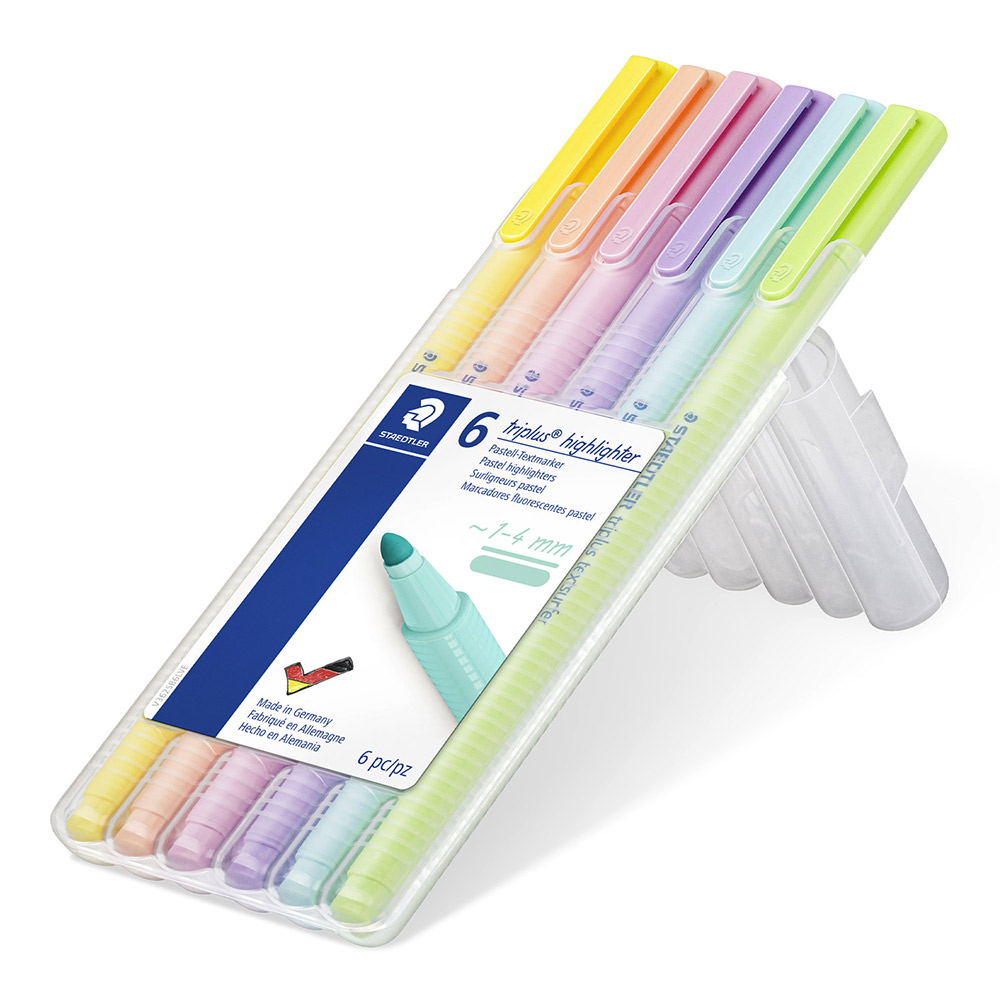 STAEDTLER
6 triplus® highlighter
Pastell-Textmarker
Pastel highlighters
Surligneurs pastel
Marcadores fluorescentes pastel
~1-4 mm
Made in Germany
Fabriqué en Allemagne
Hecho en Alemania
6 pc/pz
V362SB6LVE
STAEDTLER triplus textsurfer